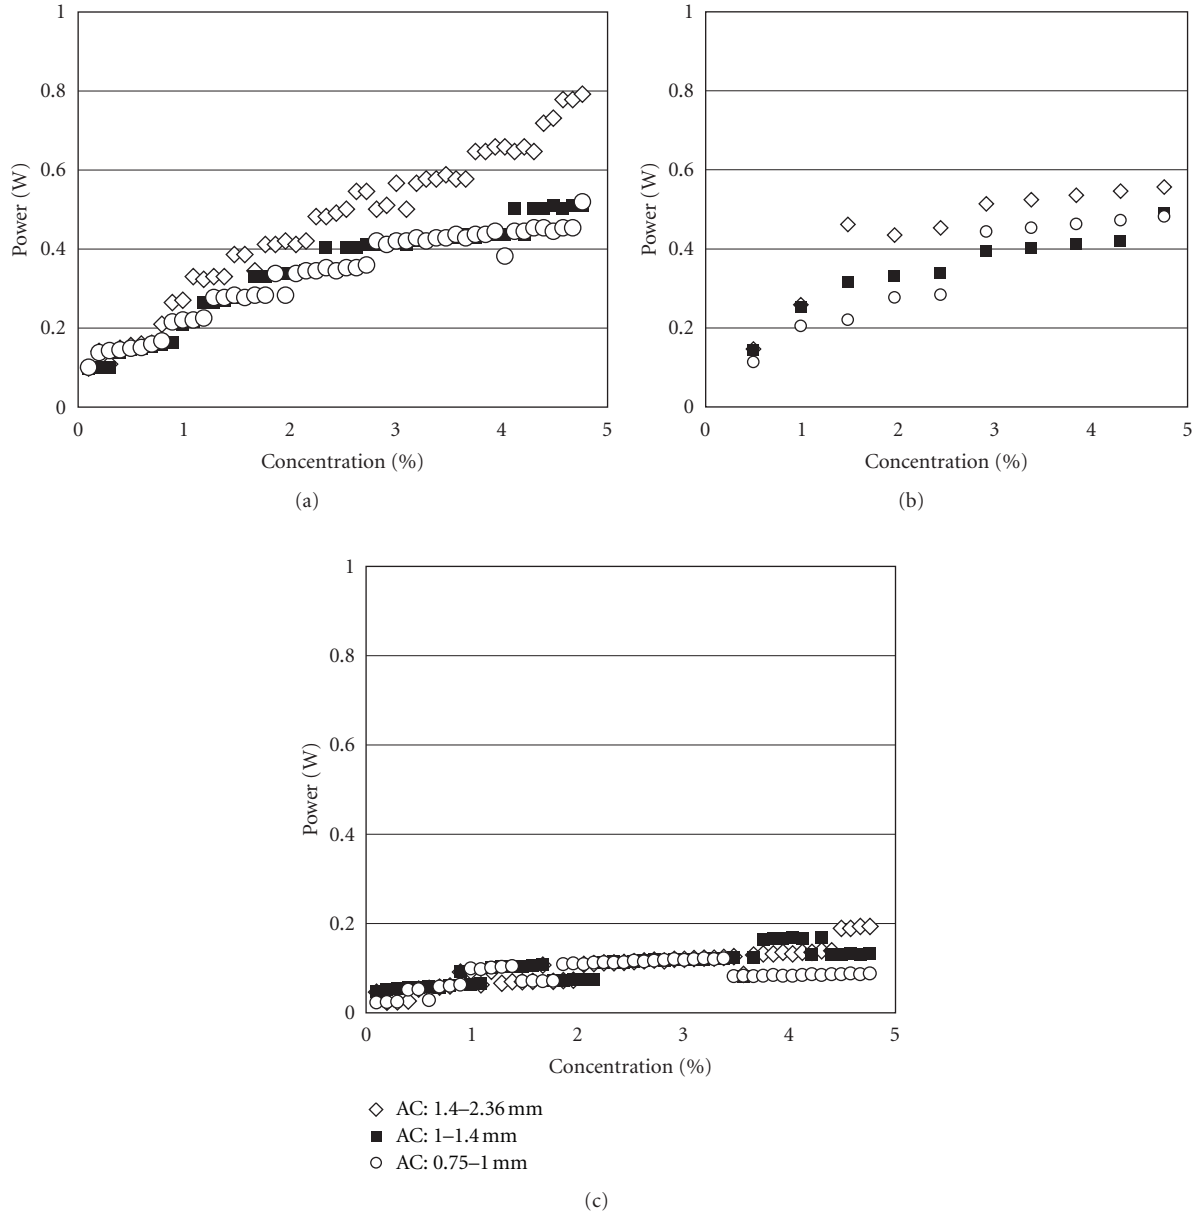 1
0.8
0.6
0.4
0.2
0
Power (W)
0 1 2 3 4 5
Concentration (%)
(a)
1
0.8
0.6
0.4
0.2
0
Power (W)
0 1 2 3 4 5
Concentration (%)
(b)
1
0.8
0.6
0.4
0.2
0
Power (W)
0 1 2 3 4 5
Concentration (%)
AC: 1.4–2.36 mm
AC: 1–1.4 mm
AC: 0.75–1 mm
(c)